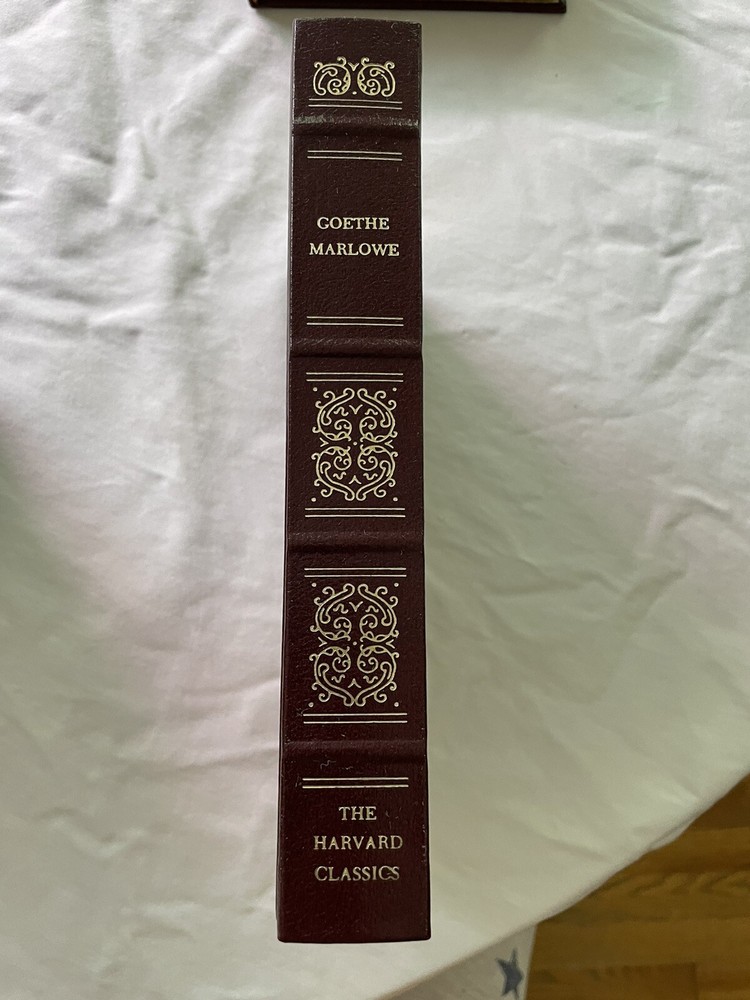 GOETHE
MARLOWE
THE
HARVARD
CLASSICS